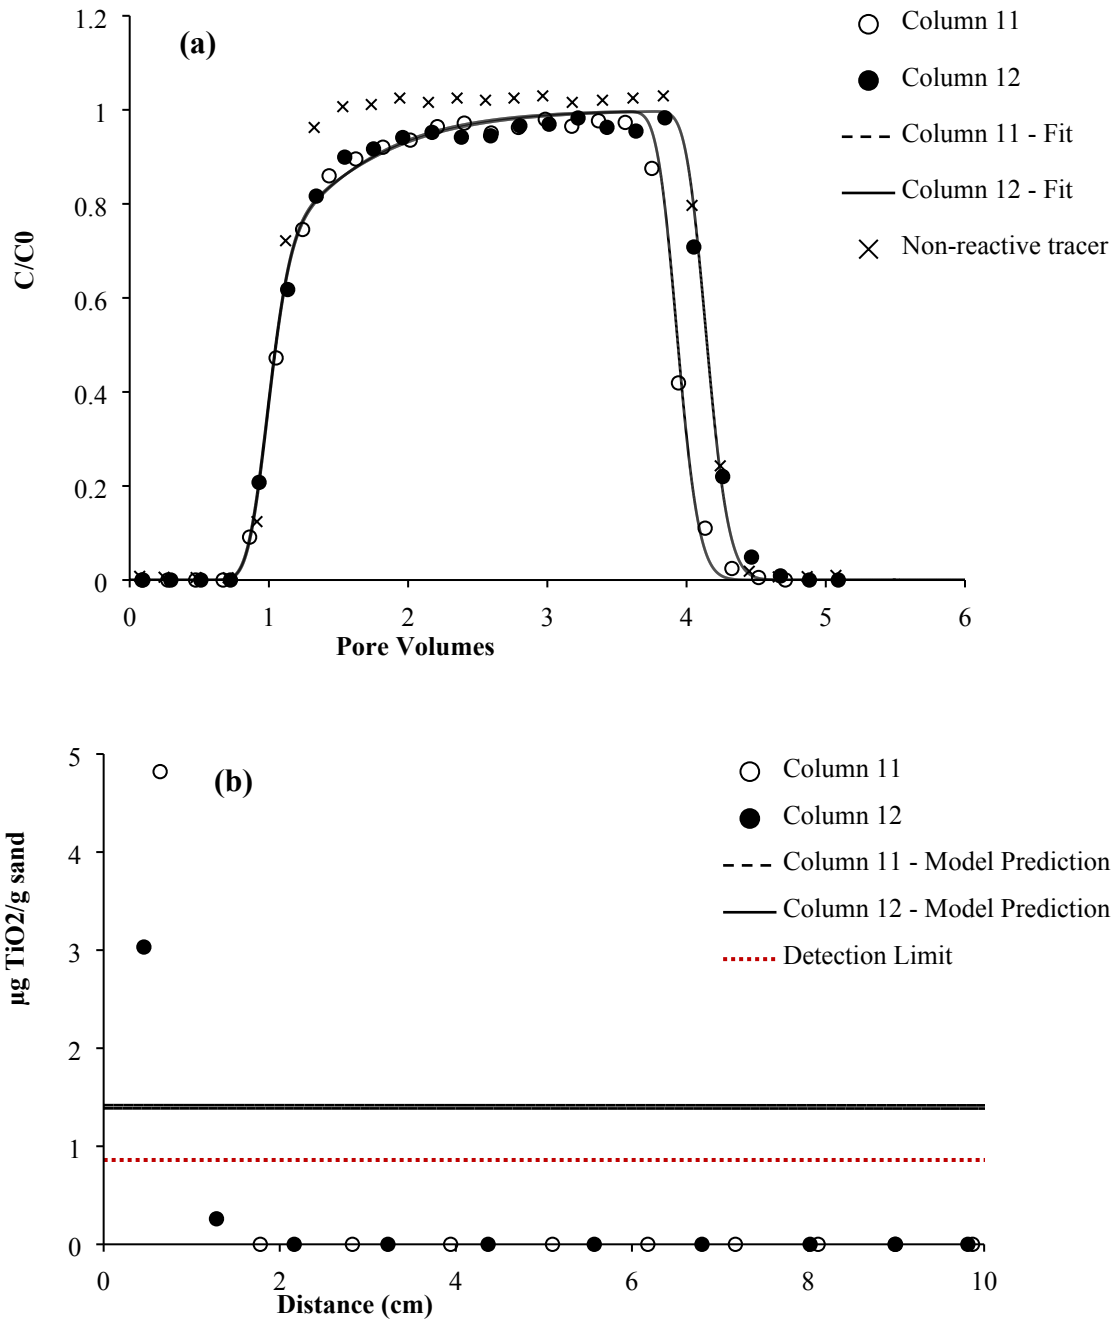 (a)
C/C0
1.2
1
0.8
0.6
0.4
0.2
0
0 1 2 3 4 5 6
Pore Volumes
Column 11
Column 12
Column 11 - Fit
Column 12 - Fit
Non-reactive tracer
(b)
µg TiO2/g sand
5
4
3
2
1
0
0 2 4 6 8 10
Distance (cm)
Column 11
Column 12
Column 11 - Model Prediction
Column 12 - Model Prediction
Detection Limit